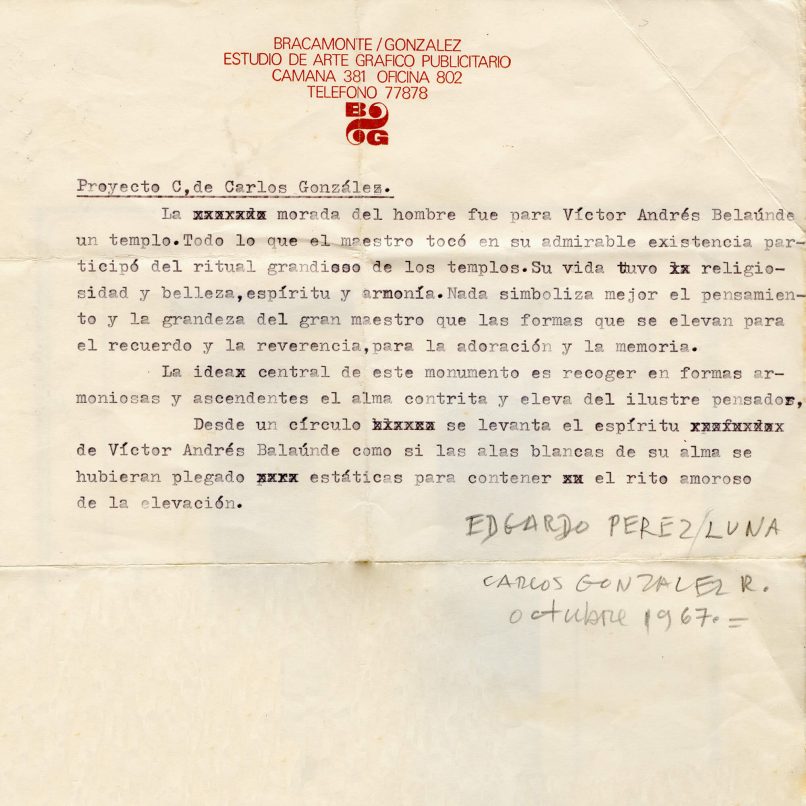 BRACAMONTE/GONZALEZ
ESTUDIO DE ARTE GRAFICO PUBLICITARIO
CAMANA 381 OFICINA 802
TELEFONO 77878
B G
Proyecto C,de Carlos González.
La xxxxxdx morada del hombre fue para Víctor Andrés Belaúnde
un templo.Todo lo que el maestro tocó en su admirable existencia par-
ticipó del ritual grandioso de los templos.Su vida tuvo xx religio-
sidad y belleza,espíritu y armonía.Nada simboliza mejor el pensamien-
to y la grandeza del gran maestro que las formas que se elevan para
el recuerdo y la reverencia,para la adoración y la memoria.
La ideax central de este monumento es recoger en formas ar-
moniosas y ascendentes el alma contrita y eleva del ilustre pensador,
Desde un círculo xxxxxx se levanta el espíritu xxxxxxxx
de Víctor Andrés Balaúnde como si las alas blancas de su alma se
hubieran plegado xxxx estáticas para contener xx el rito amoroso
de la elevación.
EDGARDO PEREZ/LUNA
CARLOS GONZALEZ R.
octubre 1967.=